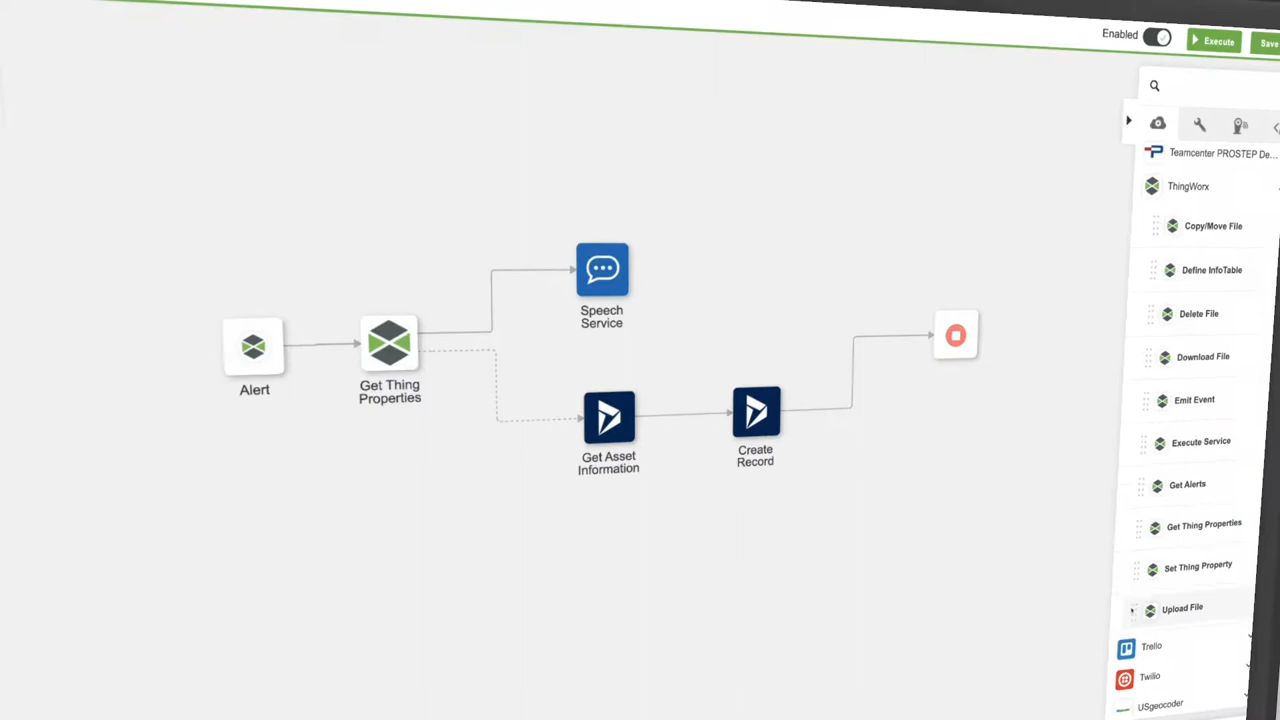 Enabled
Execute
Save
Teamcenter PROSTEP De...
ThingWorx
Copy/Move File
Define InfoTable
Delete File
Download File
Emit Event
Execute Service
Get Alerts
Get Thing Properties
Set Thing Property
Upload File
Trello
Twilio
USgeocoder
Alert
Get Thing
Properties
Speech
Service
Get Asset
Information
Create
Record